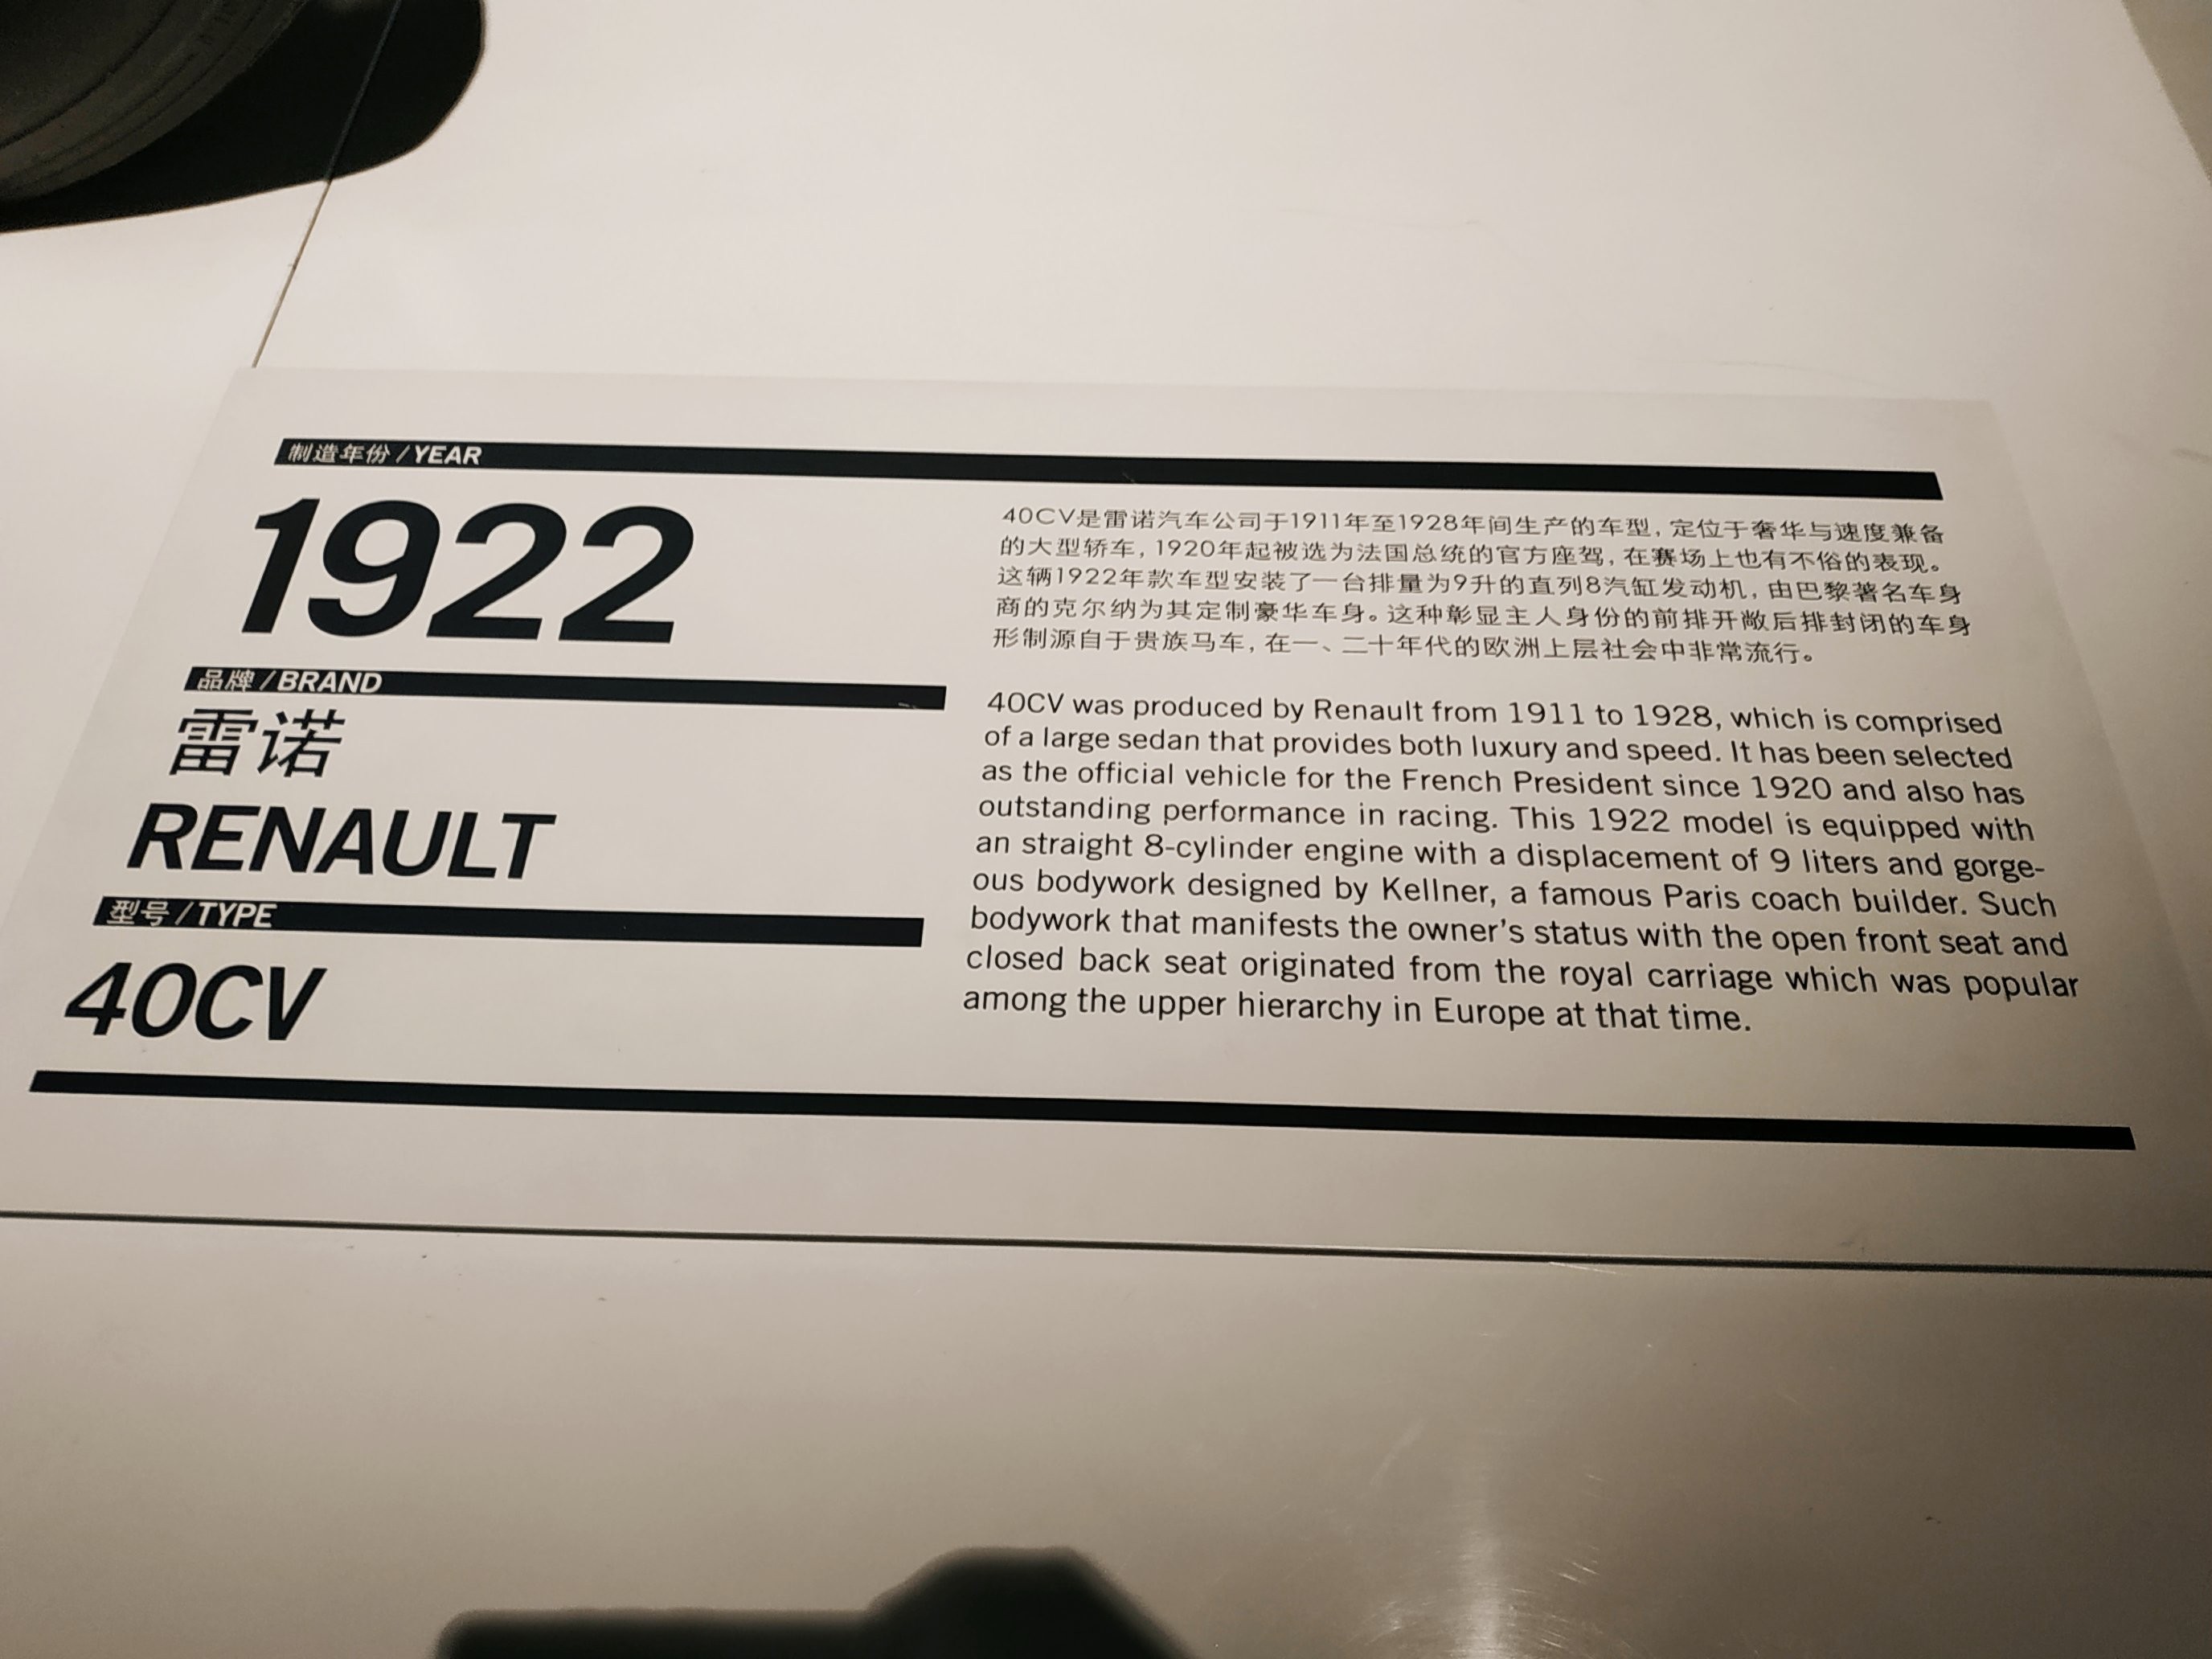 制造年份 / YEAR
1922
品牌 / BRAND
雷诺
RENAULT
型号 / TYPE
40CV
40CV是雷诺汽车公司于1911年至1928年间生产的车型，定位于奢华与速度兼备
的大型轿车，1920年起被选为法国总统的官方座驾，在赛场上也有不俗的表现。
这辆1922年款车型安装了一台排量为9升的直列8汽缸发动机，由巴黎著名车身
商的克尔纳为其定制豪华车身。这种彰显主人身份的前排开敞后排封闭的车身
形制源自于贵族马车，在一、二十年代的欧洲上层社会中非常流行。
40CV was produced by Renault from 1911 to 1928, which is comprised
of a large sedan that provides both luxury and speed. It has been selected
as the official vehicle for the French President since 1920 and also has
outstanding performance in racing. This 1922 model is equipped with
an straight 8-cylinder engine with a displacement of 9 liters and gorge-
ous bodywork designed by Kellner, a famous Paris coach builder. Such
bodywork that manifests the owner's status with the open front seat and
closed back seat originated from the royal carriage which was popular
among the upper hierarchy in Europe at that time.